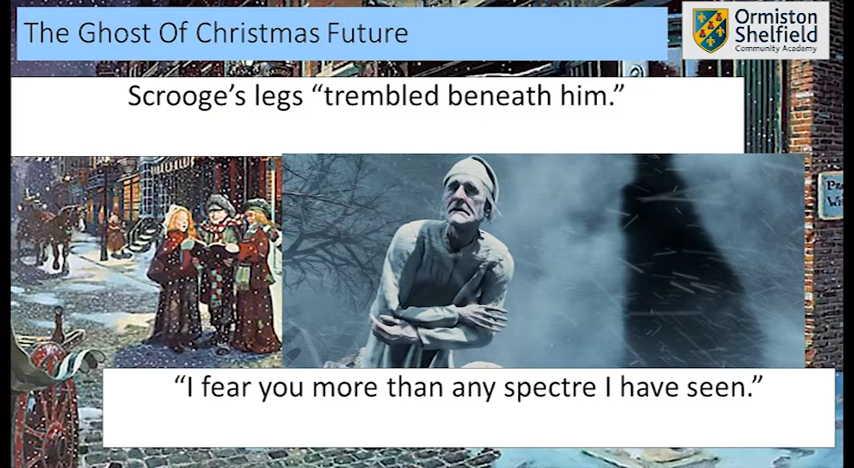 The Ghost Of Christmas Future
Ormiston
Shelfield
Community Academy
Scrooge’s legs “trembled beneath him.”
“I fear you more than any spectre I have seen.”